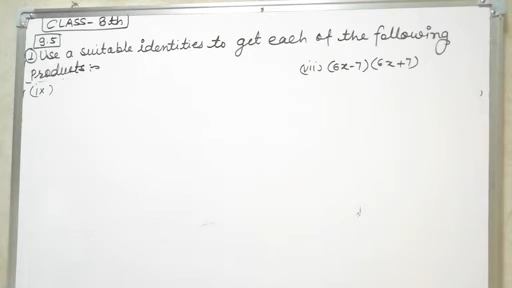 CLASS-8th
9.5
① Use a suitable identities to get each of the following
products:-
(vii) (6x-7)(6x+7)
(ix)